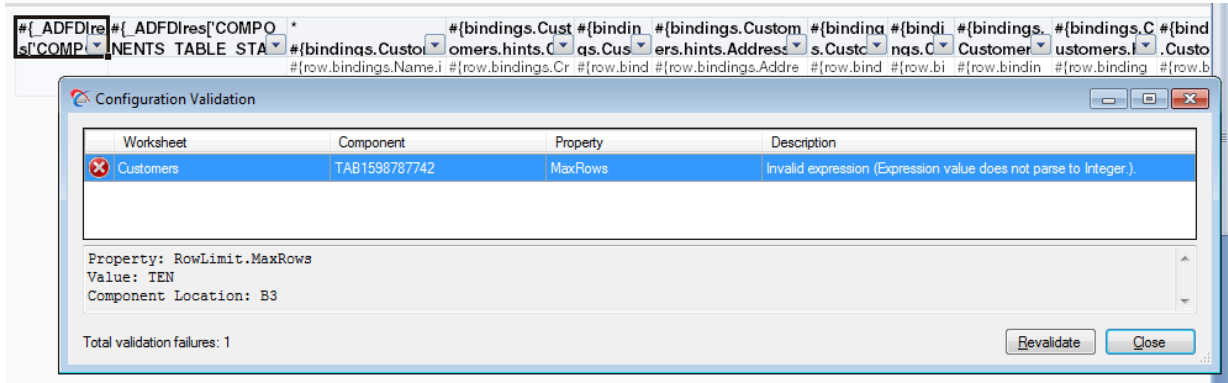 #{_ADFDIre #{_ADFDIres['COMPO * #{bindings.Cust #{bindin #{bindings.Custom #{binding #{bindi #{bindings. #{bindings.C #{bind
s['COMP NENTS TABLE STA #{bindings.Custo omers.hints.C gs.Cus ers.hints.Address s.Custo ngs.C Customer ustomers.h .Custo
#{row.bindings.Name.i #{row.bindings.Cr #{row.bind #{row.bindings.Addre #{row.bind #{row.bi #{row.bindin #{row.binding #{row.b
Configuration Validation
Worksheet Component Property Description
Customers TAB1598787742 MaxRows Invalid expression (Expression value does not parse to Integer.).
Property: RowLimit.MaxRows
Value: TEN
Component Location: B3
Total validation failures: 1 Revalidate Close